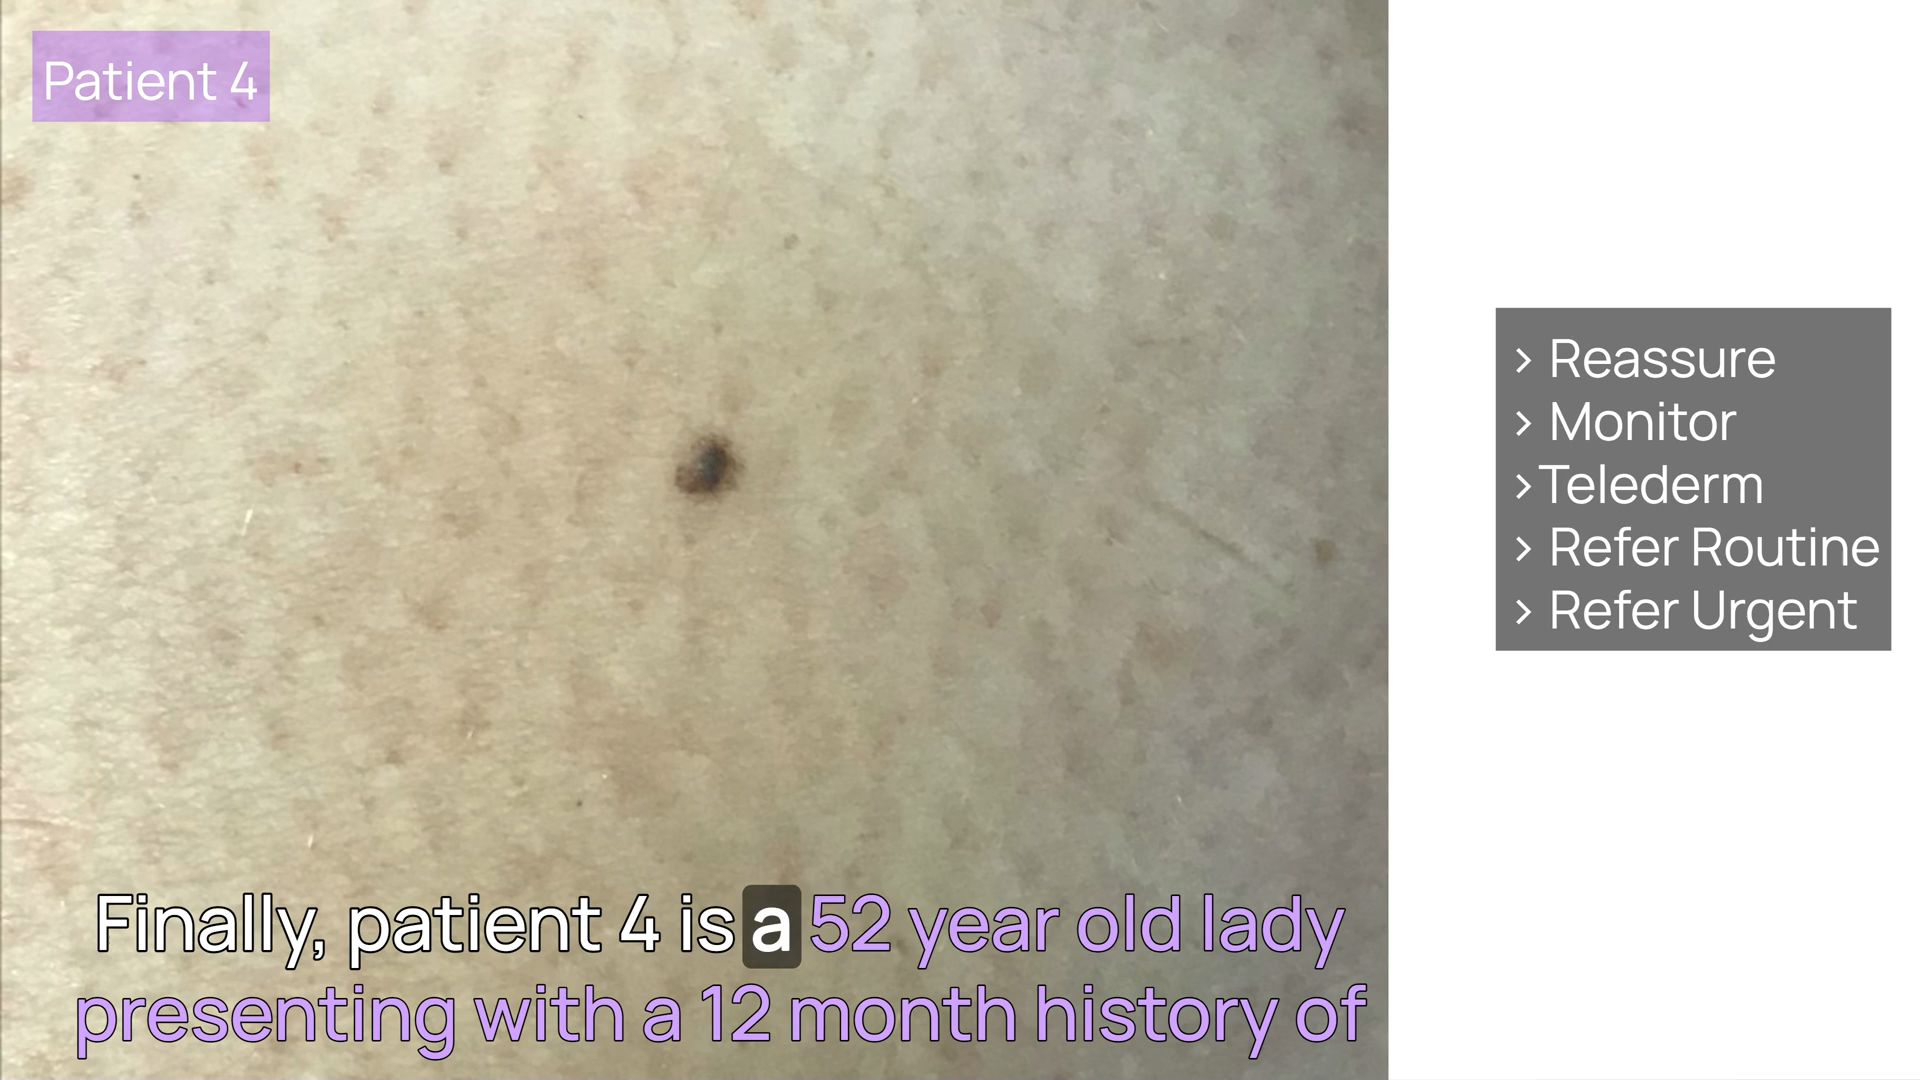 Patient 4
> Reassure
> Monitor
>Telederm
> Refer Routine
> Refer Urgent
Finally, patient 4 is a 52 year old lady
presenting with a 12 month history of